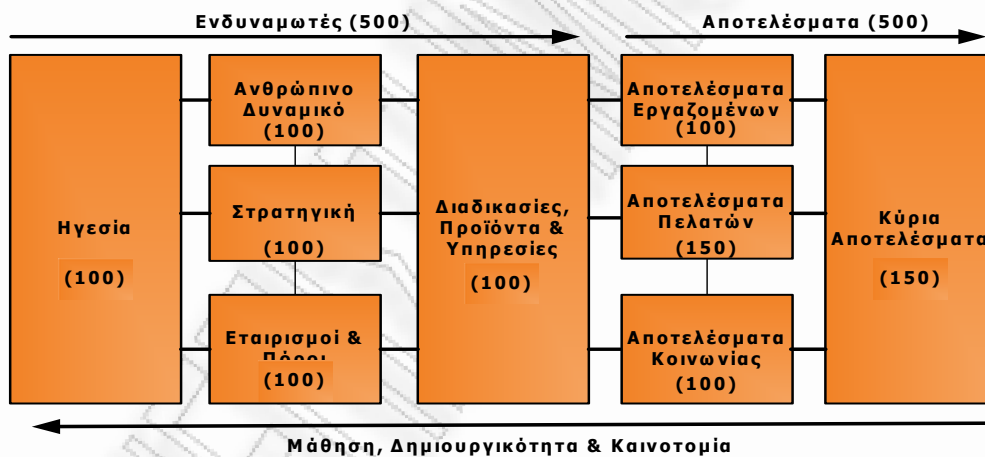 Ενδυναμωτές (500)
Αποτελέσματα (500)
Ηγεσία
(100)
Ανθρώπινο
Δυναμικό
(100)
Στρατηγική
(100)
Εταιρισμοί &
Πόροι
(100)
Διαδικασίες,
Προϊόντα &
Υπηρεσίες
(100)
Αποτελέσματα
Εργαζομένων
(100)
Αποτελέσματα
Πελατών
(150)
Αποτελέσματα
Κοινωνίας
(100)
Κύρια
Αποτελέσματα
(150)
Μάθηση, Δημιουργικότητα & Καινοτομία